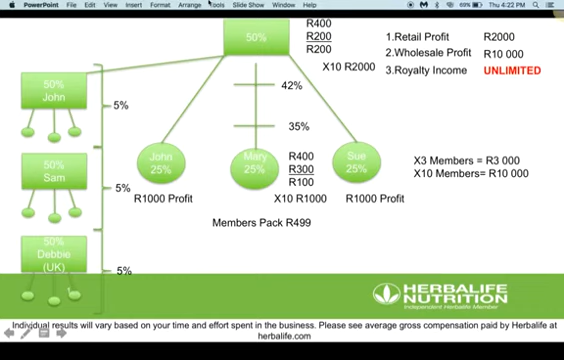 PowerPoint File Edit View Insert Format Arrange Tools Slide Show Window Help 69% Thu 4:22 PM
50%
R400
R200
R200
X10 R2000
1.Retail Profit R2000
2.Wholesale Profit R10 000
3.Royalty Income UNLIMITED
50%
John
5%
42%
35%
50%
Sam
5%
John
25%
R1000 Profit
Mary
25%
R400
R300
R100
X10 R1000
Sue
25%
R1000 Profit
X3 Members = R3 000
X10 Members= R10 000
Members Pack R499
50%
Debbie
(UK)
5%
HERBALIFE
NUTRITION
Independent Herbalife Member
Individual results will vary based on your time and effort spent in the business. Please see average gross compensation paid by Herbalife at
herbalife.com